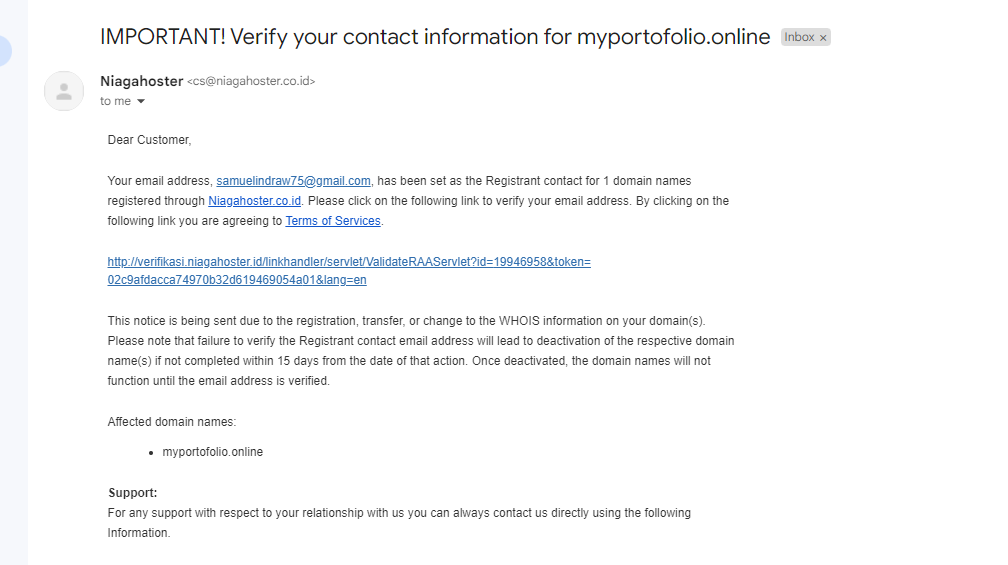 IMPORTANT! Verify your contact information for myportofolio.online Inbox ×
Niagahoster <cs@niagahoster.co.id>
to me
Dear Customer,
Your email address, samuelindraw75@gmail.com, has been set as the Registrant contact for 1 domain names
registered through Niagahoster.co.id. Please click on the following link to verify your email address. By clicking on the
following link you are agreeing to Terms of Services.
http://verifikasi.niagahoster.id/linkhandler/servlet/ValidateRAAServlet?id=19946958&token=
02c9afdacca74970b32d619469054a01&lang=en
This notice is being sent due to the registration, transfer, or change to the WHOIS information on your domain(s).
Please note that failure to verify the Registrant contact email address will lead to deactivation of the respective domain
name(s) if not completed within 15 days from the date of that action. Once deactivated, the domain names will not
function until the email address is verified.
Affected domain names:
• myportofolio.online
Support:
For any support with respect to your relationship with us you can always contact us directly using the following
Information.